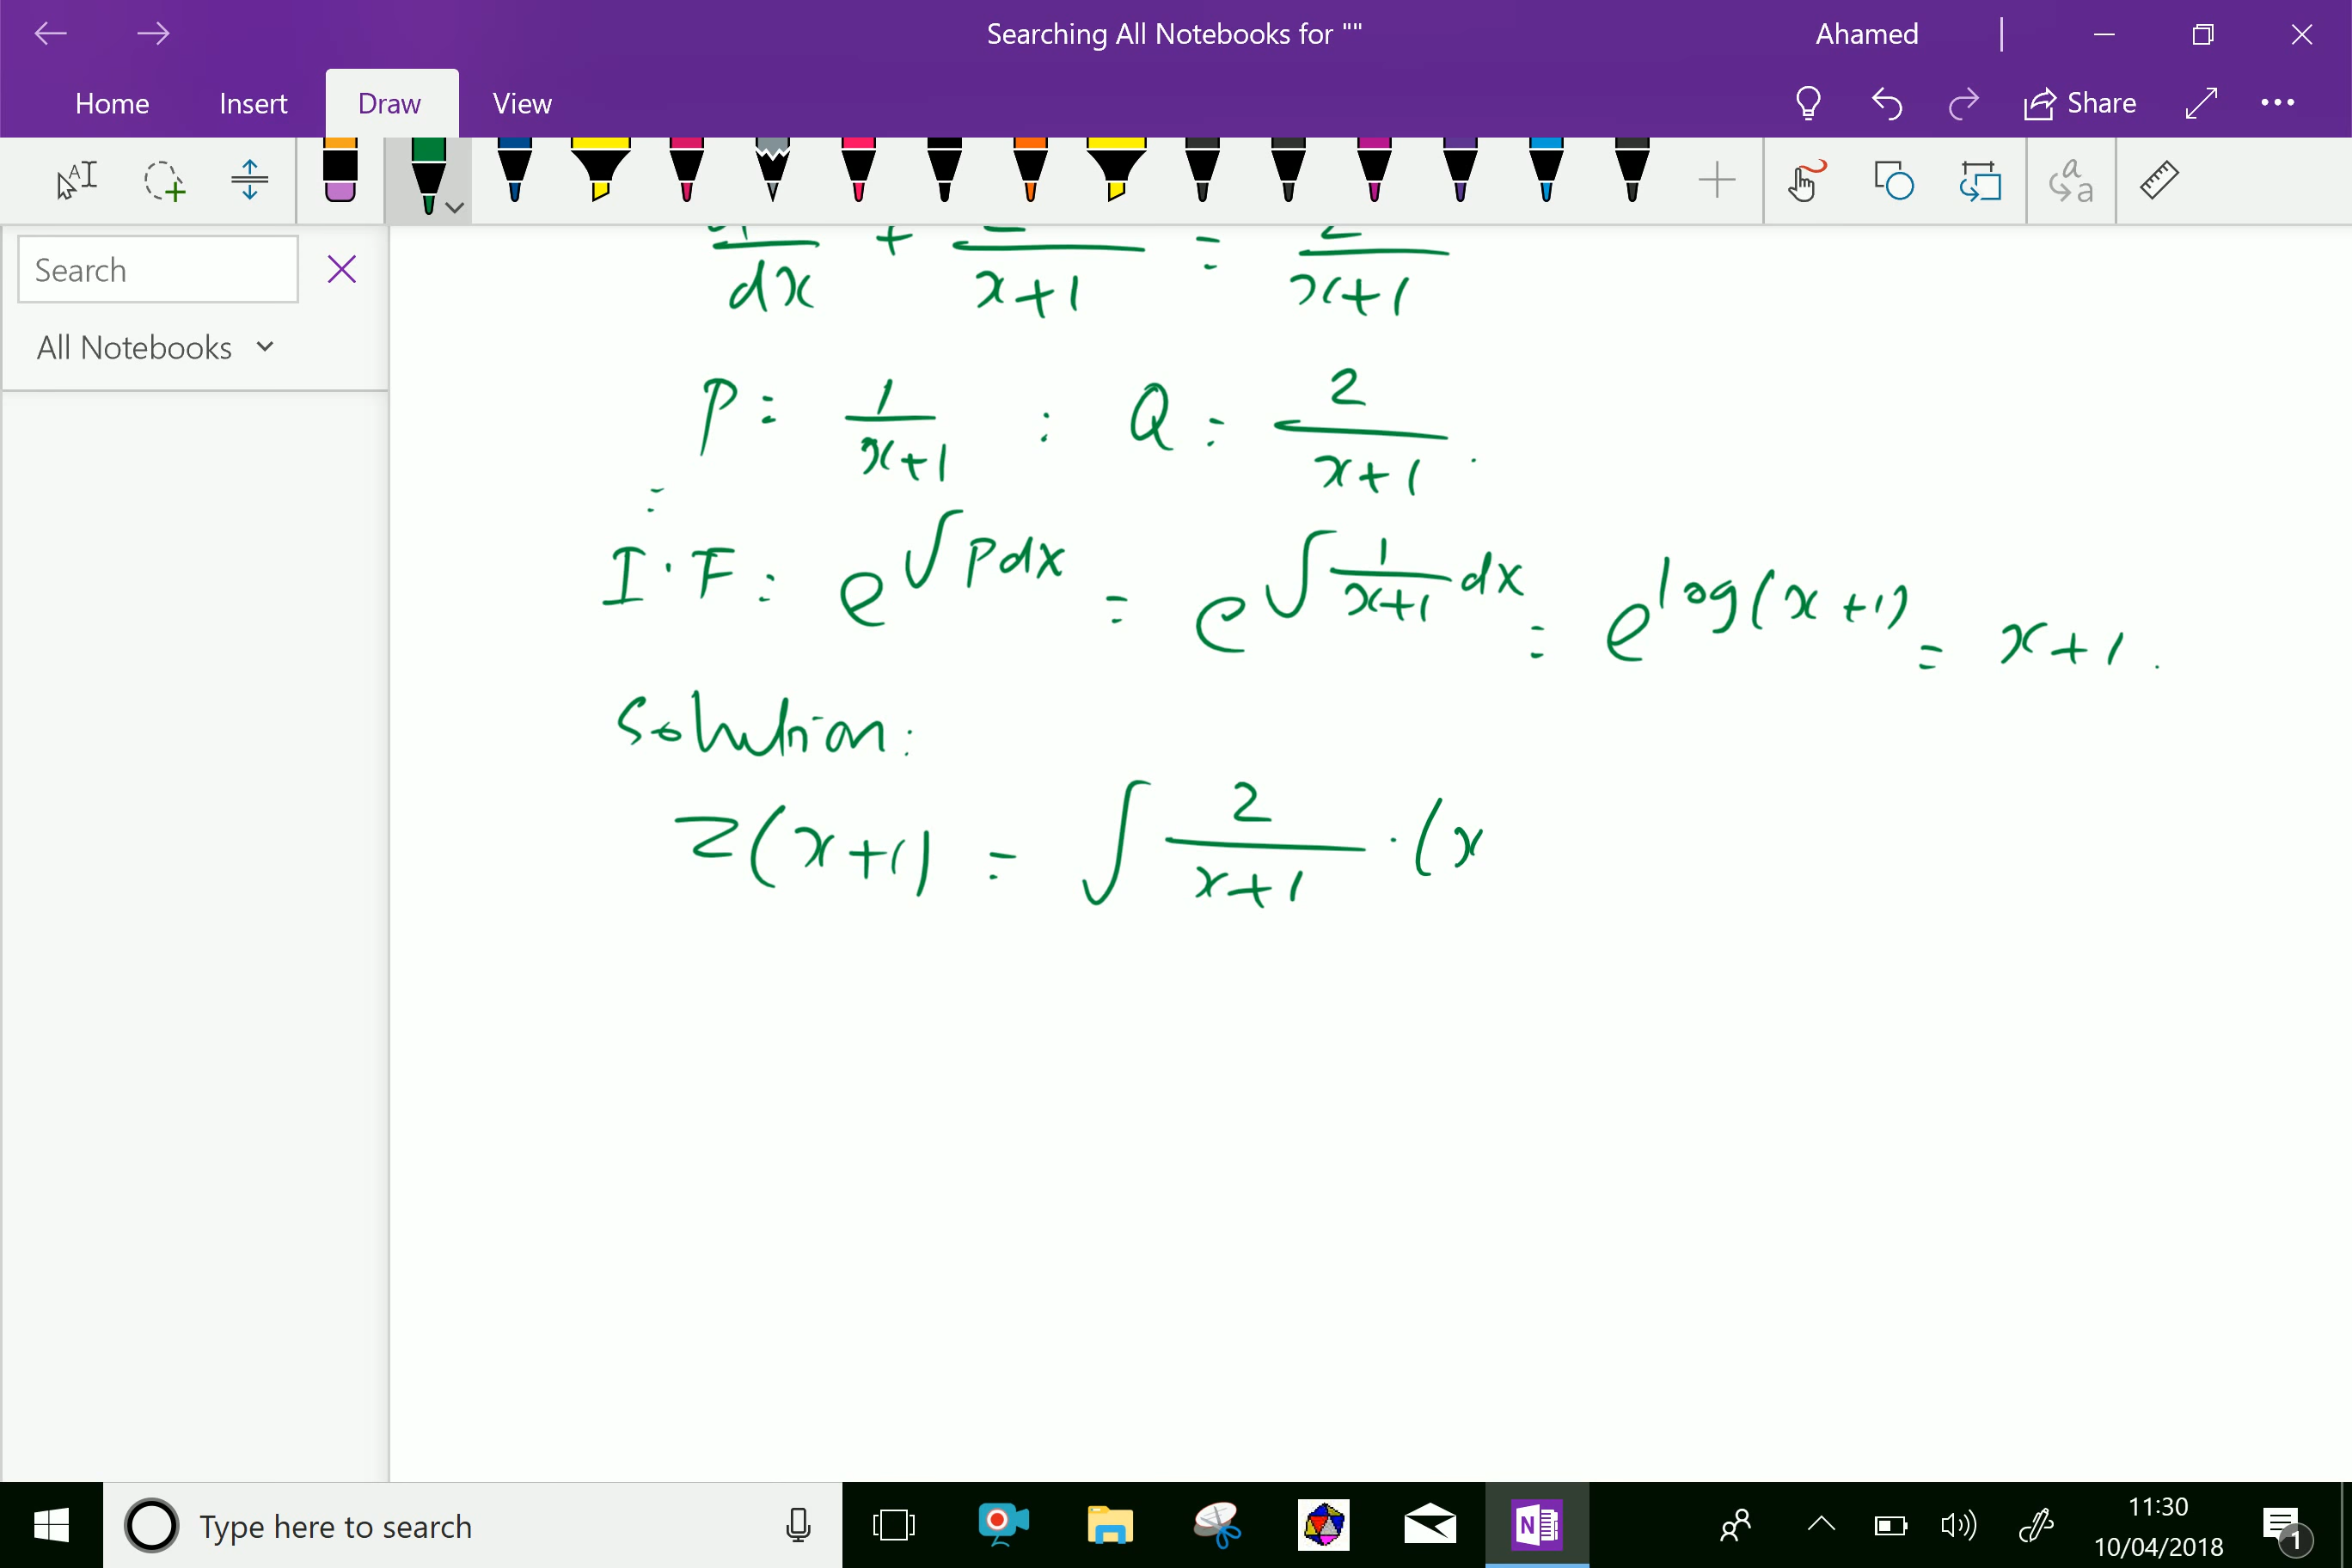 Searching All Notebooks for ""
Ahamed
Home Insert Draw View
Share
Search
All Notebooks
dx + x+1 = 2/x+1
P = 1/x+1 : Q = 2/x+1 .
I.F = e^∫Pdx = e^∫1/x+1 dx = e^log(x+1) = x+1 .
Solution:
Z(x+1) = ∫ 2/x+1 . (x
Type here to search
11:30
10/04/2018
1